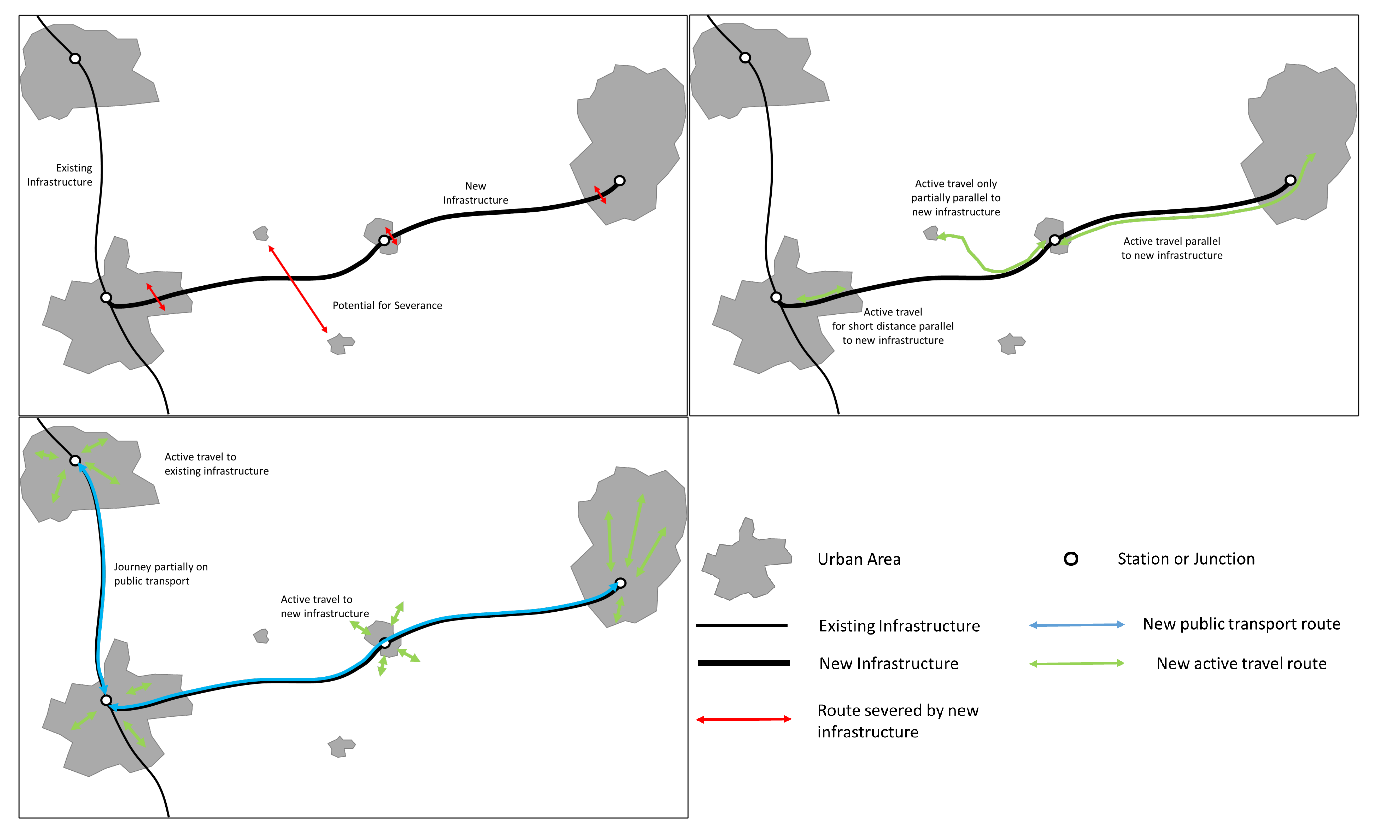 Existing
Infrastructure
New
Infrastructure
Potential for Severance
Active travel only
partially parallel to
new infrastructure
Active travel parallel
to new infrastructure
Active travel
for short distance parallel
to new infrastructure
Active travel to
existing infrastructure
Journey partially on
public transport
Active travel to
new infrastructure
Urban Area
Station or Junction
Existing Infrastructure
New public transport route
New Infrastructure
New active travel route
Route severed by new
infrastructure